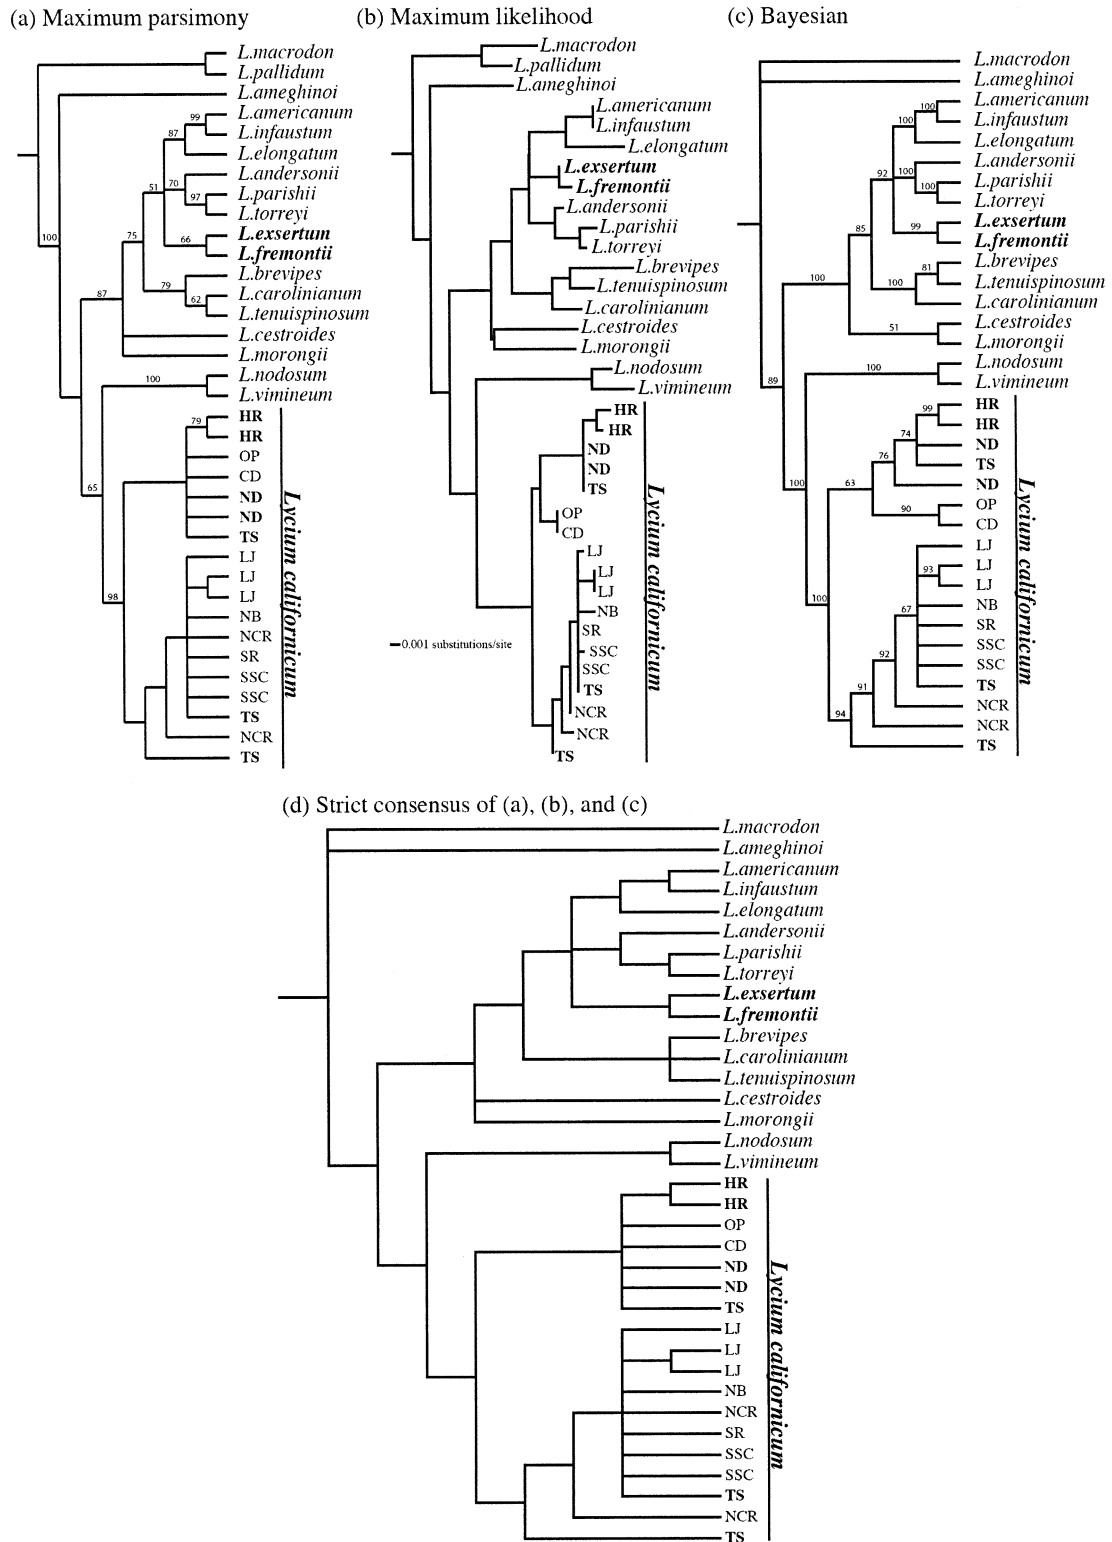 (a) Maximum parsimony
L.macrodon
L.pallidum
L.ameghinoi
L.americanum
L.infaustum
L.elongatum
L.andersonii
L.parishii
L.torreyi
L.exsertum
L.fremontii
L.brevipes
L.carolinianum
L.tenuispinosum
L.cestroides
L.morongii
L.nodosum
L.vimineum
HR
HR
OP
CD
ND
ND
TS
LJ
LJ
LJ
NB
NCR
SR
SSC
SSC
TS
NCR
TS
Lycium californicum
99
87
51
70
97
66
75
79
62
100
87
100
79
65
98
(b) Maximum likelihood
L.macrodon
L.pallidum
L.ameghinoi
L.americanum
L.infaustum
L.elongatum
L.exsertum
L.fremontii
L.andersonii
L.parishii
L.torreyi
L.brevipes
L.tenuispinosum
L.carolinianum
L.cestroides
L.morongii
L.nodosum
L.vimineum
HR
HR
ND
ND
TS
OP
CD
LJ
LJ
LJ
NB
SR
SSC
SSC
TS
NCR
NCR
TS
Lycium californicum
0.001 substitutions/site
(c) Bayesian
L.macrodon
L.ameghinoi
L.americanum
L.infaustum
L.elongatum
L.andersonii
L.parishii
L.torreyi
L.exsertum
L.fremontii
L.brevipes
L.tenuispinosum
L.carolinianum
L.cestroides
L.morongii
L.nodosum
L.vimineum
HR
HR
ND
TS
ND
OP
CD
LJ
LJ
LJ
NB
SR
SSC
SSC
TS
NCR
NCR
TS
Lycium californicum
100
100
92
100
100
99
85
81
100
100
51
100
89
99
74
76
63
90
100
93
100
67
92
91
94
(d) Strict consensus of (a), (b), and (c)
L.macrodon
L.ameghinoi
L.americanum
L.infaustum
L.elongatum
L.andersonii
L.parishii
L.torreyi
L.exsertum
L.fremontii
L.brevipes
L.carolinianum
L.tenuispinosum
L.cestroides
L.morongii
L.nodosum
L.vimineum
HR
HR
OP
CD
ND
ND
TS
LJ
LJ
LJ
NB
NCR
SR
SSC
SSC
TS
NCR
TS
Lycium californicum